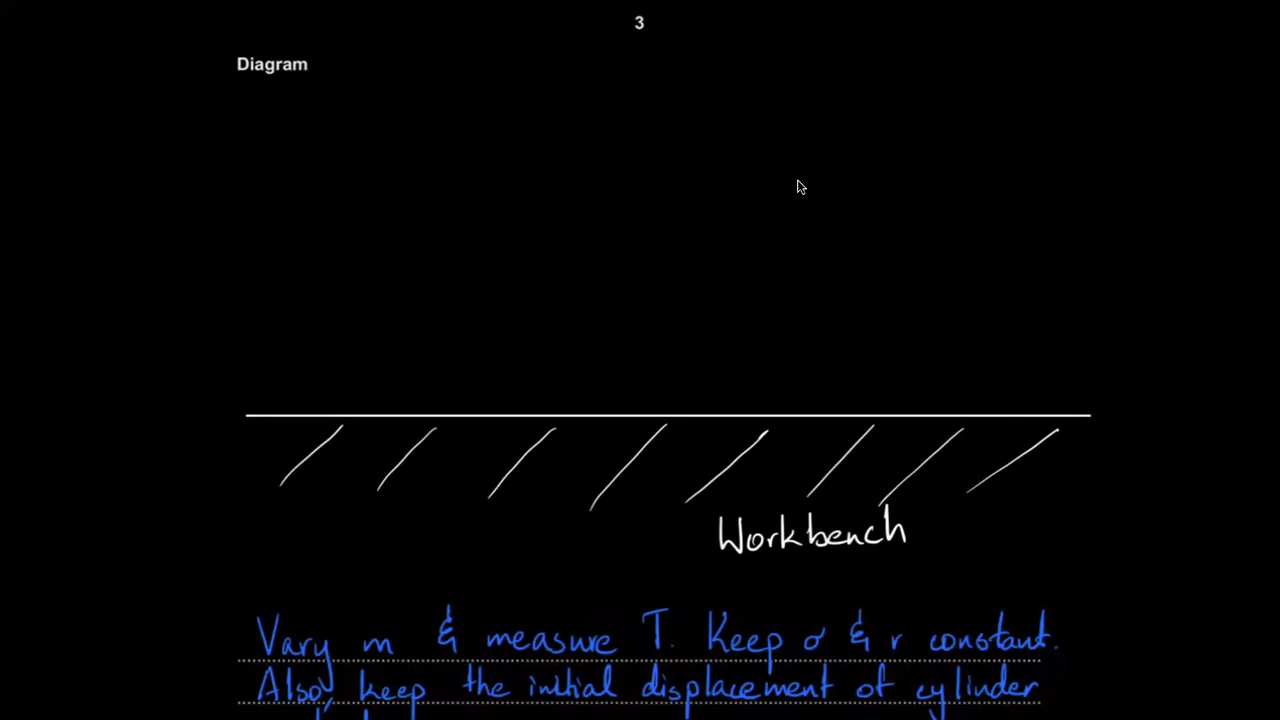 3
Diagram
Workbench
Vary m & measure T. Keep σ & r constant.
Also, keep the initial displacement of cylinder